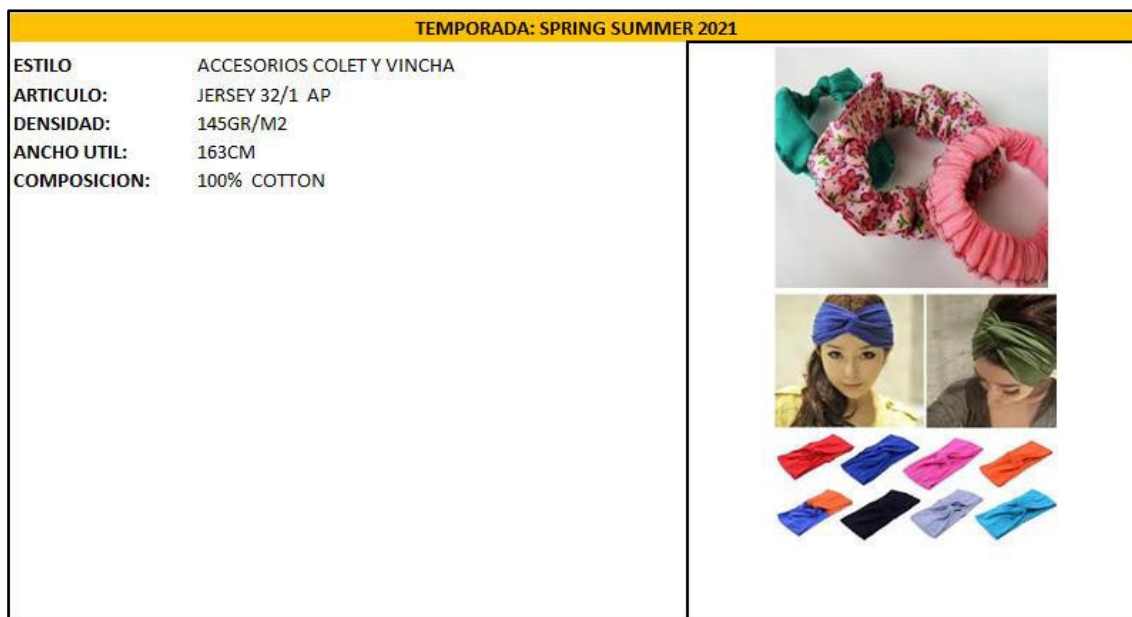 TEMPORADA: SPRING SUMMER 2021
ESTILO ACCESORIOS COLET Y VINCHA
ARTICULO: JERSEY 32/1 AP
DENSIDAD: 145GR/M2
ANCHO UTIL: 163CM
COMPOSICION: 100% COTTON